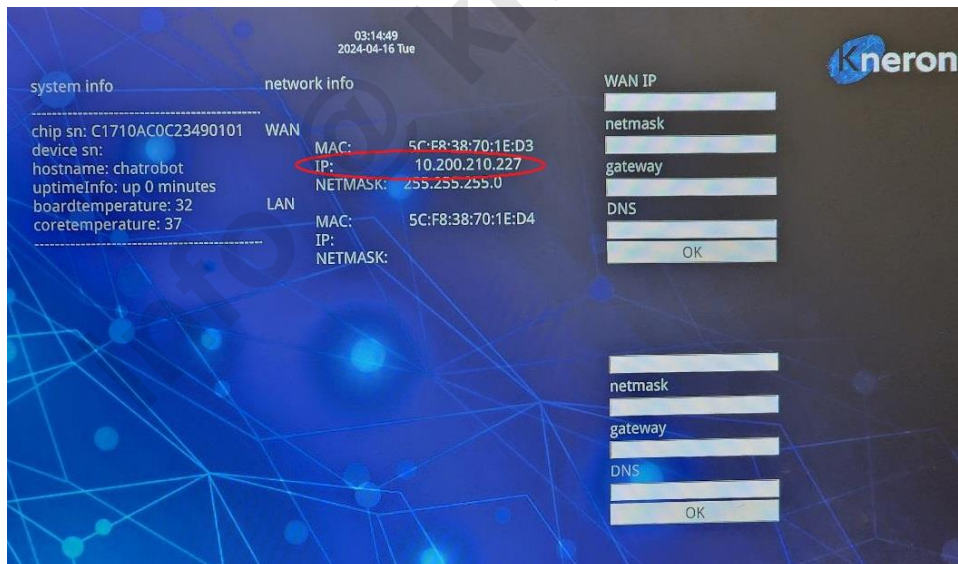 03:14:49
2024-04-16 Tue
Kneron
system info
--------------------------------------------
chip sn: C1710AC0C23490101
device sn:
hostname: chatrobot
uptimeInfo: up 0 minutes
boardtemperature: 32
coretemperature: 37
--------------------------------------------
network info
WAN
MAC: 5C:F8:38:70:1E:D3
IP: 10.200.210.227
NETMASK: 255.255.255.0
LAN
MAC: 5C:F8:38:70:1E:D4
IP:
NETMASK:
WAN IP
netmask
gateway
DNS
OK
netmask
gateway
DNS
OK